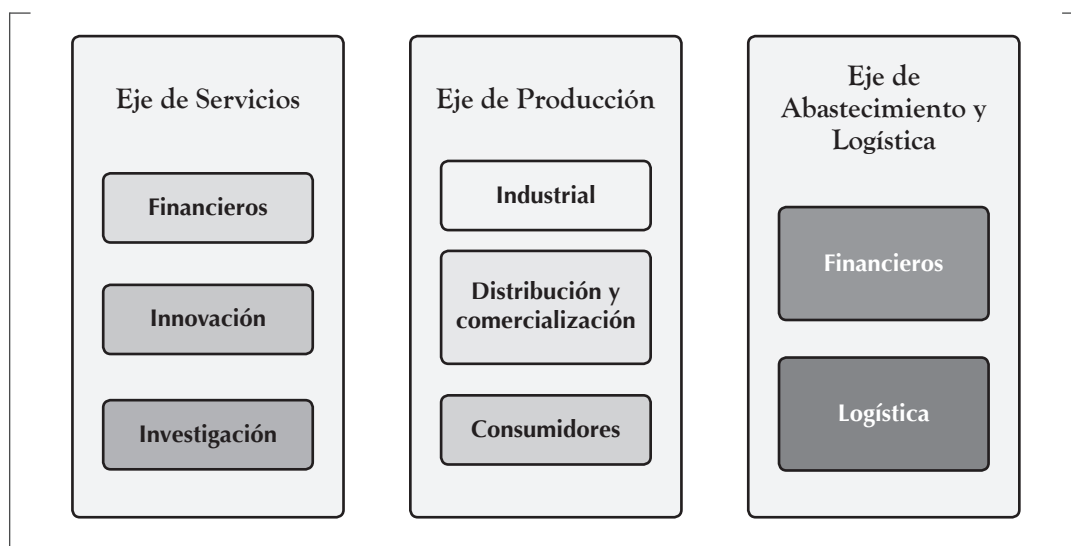 Eje de Servicios
Financieros
Innovación
Investigación
Eje de Producción
Industrial
Distribución y
comercialización
Consumidores
Eje de
Abastecimiento y
Logística
Financieros
Logística